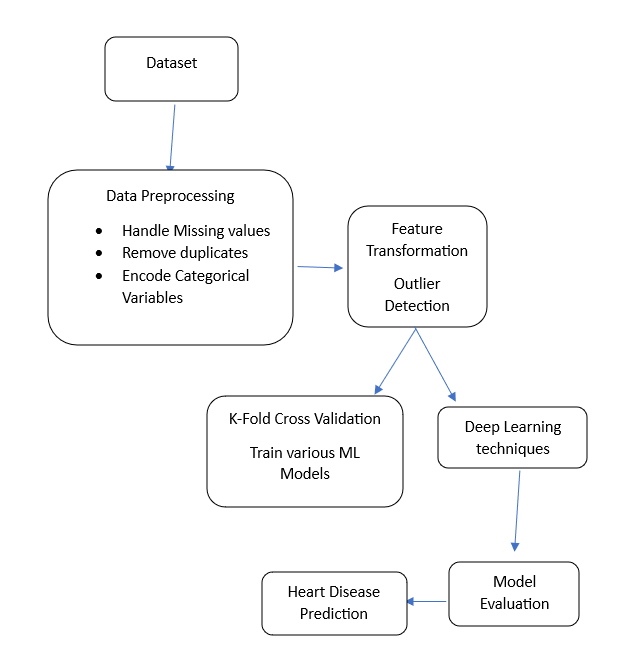 Dataset
Data Preprocessing
• Handle Missing values
• Remove duplicates
• Encode Categorical
Variables
Feature
Transformation
Outlier
Detection
K-Fold Cross Validation
Train various ML
Models
Deep Learning
techniques
Model
Evaluation
Heart Disease
Prediction